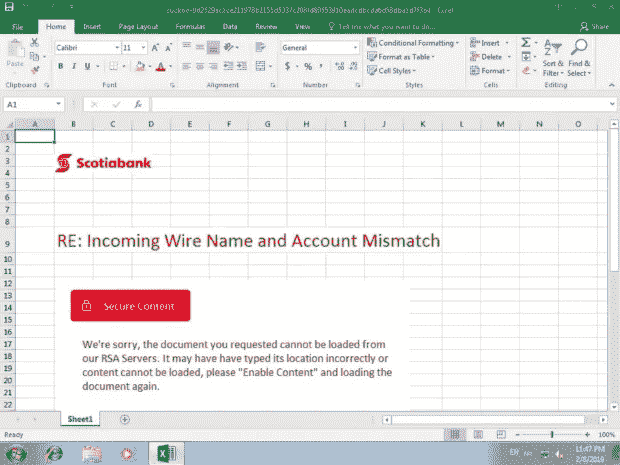 File Home Insert Page Layout Formulas Data Review View Tell me what you want to do... Share
Paste
Calibri 11 A A
General
Conditional Formatting
Format as Table
Cell Styles
Insert
Delete
Format
Sort & Filter
Find & Select
B I U
$ % ,
Clipboard Font Alignment Number Styles Cells Editing
A1 fx
A B C D E F G H I J K L M N O
1
2
3
Scotiabank
4
5
6
7
8
9
RE: Incoming Wire Name and Account Mismatch
10
11
12
13
14
Secure Content
15
16
17
We're sorry, the document you requested cannot be loaded from
18
our RSA Servers. It may have have typed its location incorrectly or
19
content cannot be loaded, please "Enable Content" and loading the
20
document again.
21
22
Sheet1
Ready 100%
EN 11:47 PM
2/8/2016